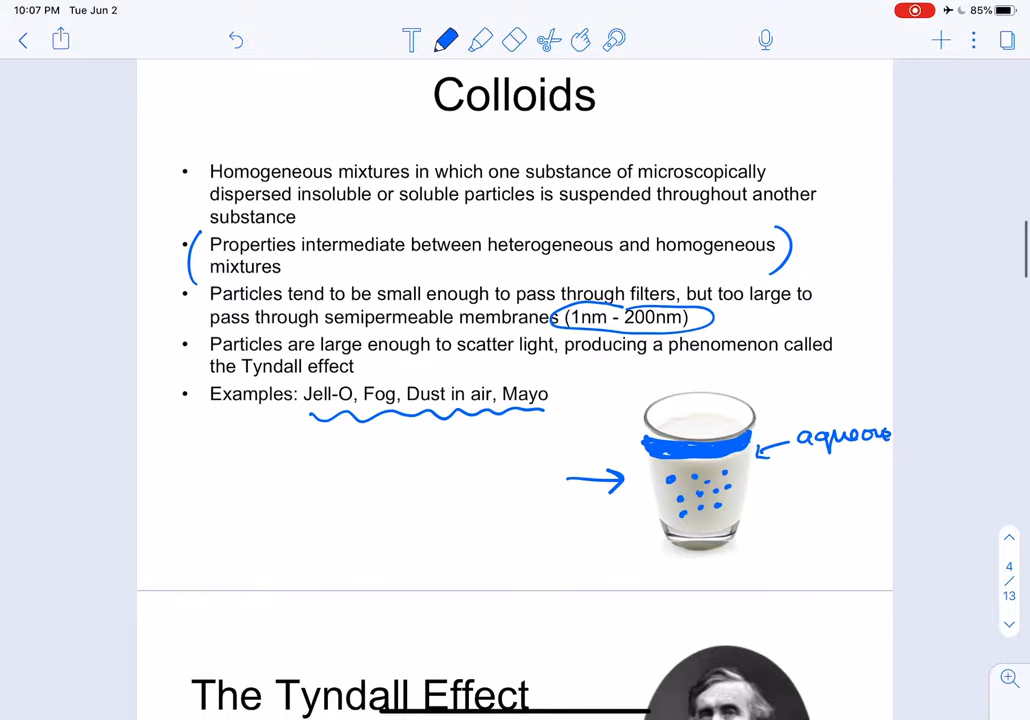 10:07 PM Tue Jun 2
85%
T
Colloids
• Homogeneous mixtures in which one substance of microscopically
dispersed insoluble or soluble particles is suspended throughout another
substance
• Properties intermediate between heterogeneous and homogeneous
mixtures
• Particles tend to be small enough to pass through filters, but too large to
pass through semipermeable membranes (1nm - 200nm)
• Particles are large enough to scatter light, producing a phenomenon called
the Tyndall effect
• Examples: Jell-O, Fog, Dust in air, Mayo
aqueous
4
/
13
The Tyndall Effect